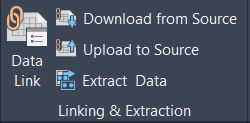 Data
Link
Download from Source
Upload to Source
Extract  Data
Linking & Extraction